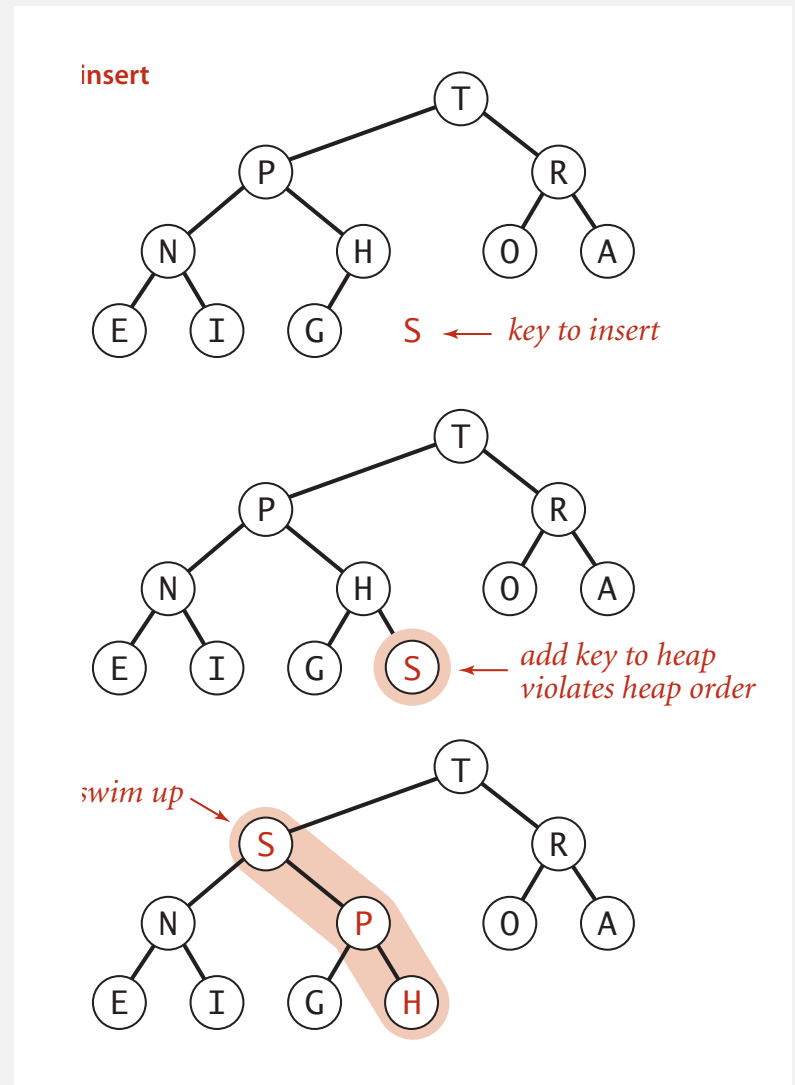 insert
T
P R
N H O A
E I G S key to insert
T
P R
N H O A
E I G S
add key to heap
violates heap order
T
swim up
S R
N P O A
E I G H